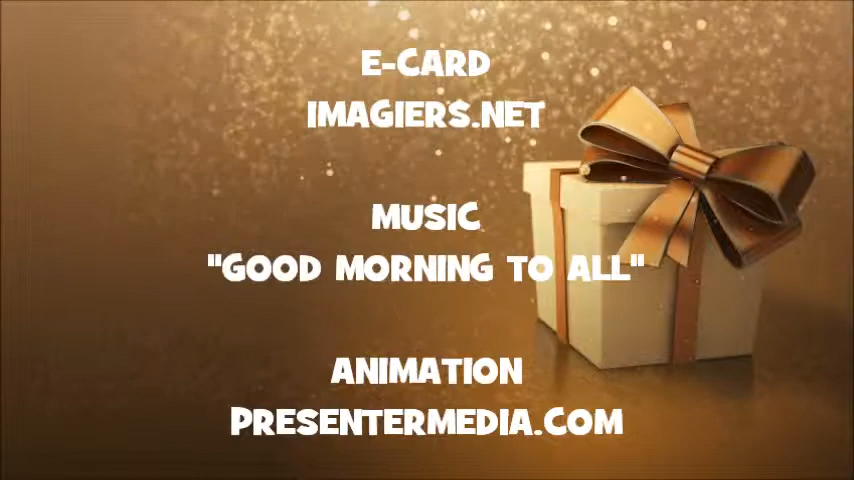 E-CARD
IMAGIERS.NET
MUSIC
"GOOD MORNING TO ALL"
ANIMATION
PRESENTERMEDIA.COM